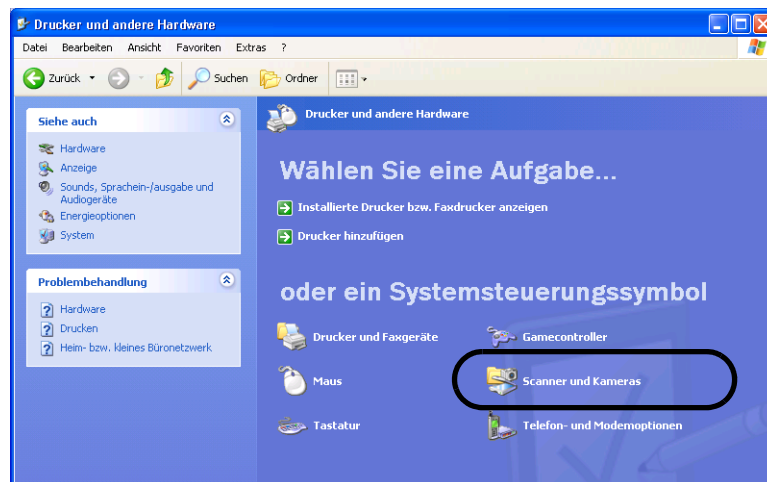 Drucker und andere Hardware
Datei Bearbeiten Ansicht Favoriten Extras ?
Zurück Suchen Ordner
Siehe auch
Hardware
Anzeige
Sounds, Sprachein-/ausgabe und
Audiogeräte
Energieoptionen
System
Problembehandlung
Hardware
Drucken
Heim- bzw. kleines Büronetzwerk
Drucker und andere Hardware
Wählen Sie eine Aufgabe...
Installierte Drucker bzw. Faxdrucker anzeigen
Drucker hinzufügen
oder ein Systemsteuerungssymbol
Drucker und Faxgeräte
Gamecontroller
Maus
Scanner und Kameras
Tastatur
Telefon- und Modemoptionen